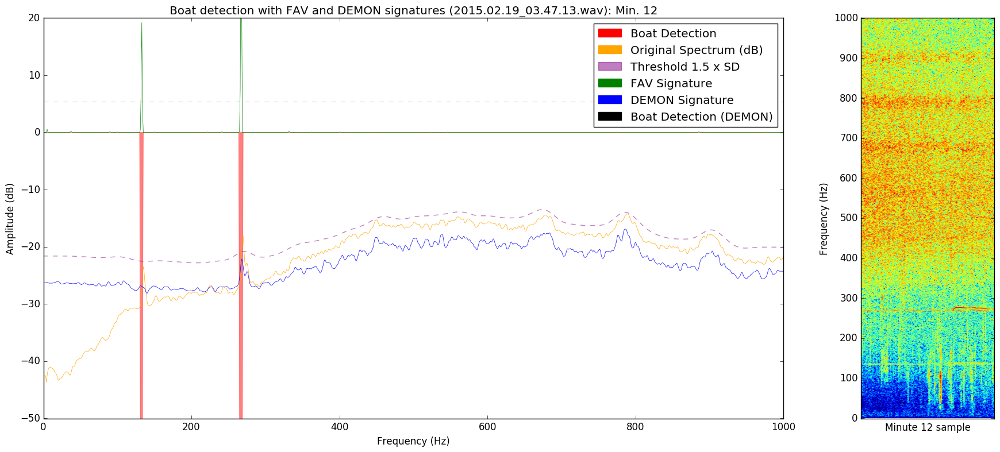 Boat detection with FAV and DEMON signatures (2015.02.19_03.47.13.wav): Min. 12
Boat Detection
Original Spectrum (dB)
Threshold 1.5 x SD
FAV Signature
DEMON Signature
Boat Detection (DEMON)
Amplitude (dB)
20
10
0
−10
−20
−30
−40
−50
0
200
400
600
800
1000
Frequency (Hz)
Frequency (Hz)
1000
900
800
700
600
500
400
300
200
100
0
Minute 12 sample